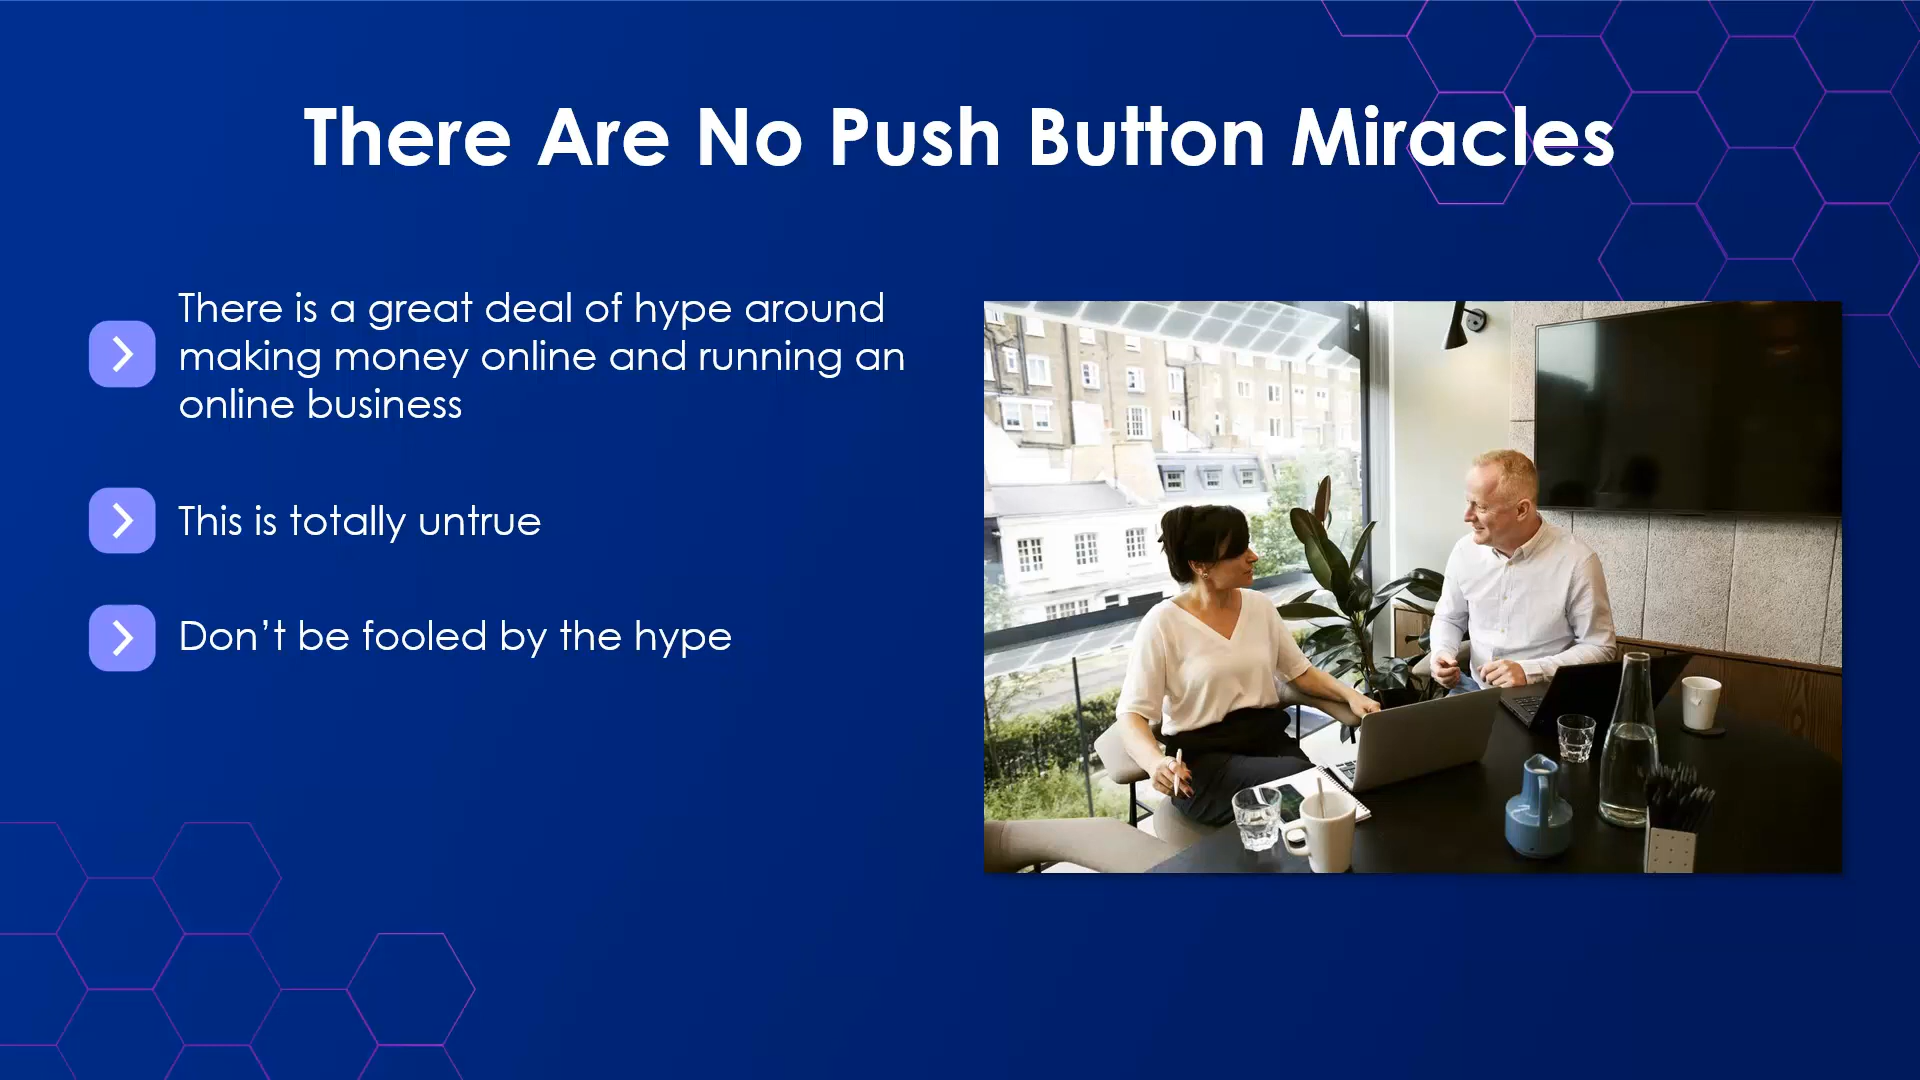 There Are No Push Button Miracles
There is a great deal of hype around
making money online and running an
online business
This is totally untrue
Don’t be fooled by the hype